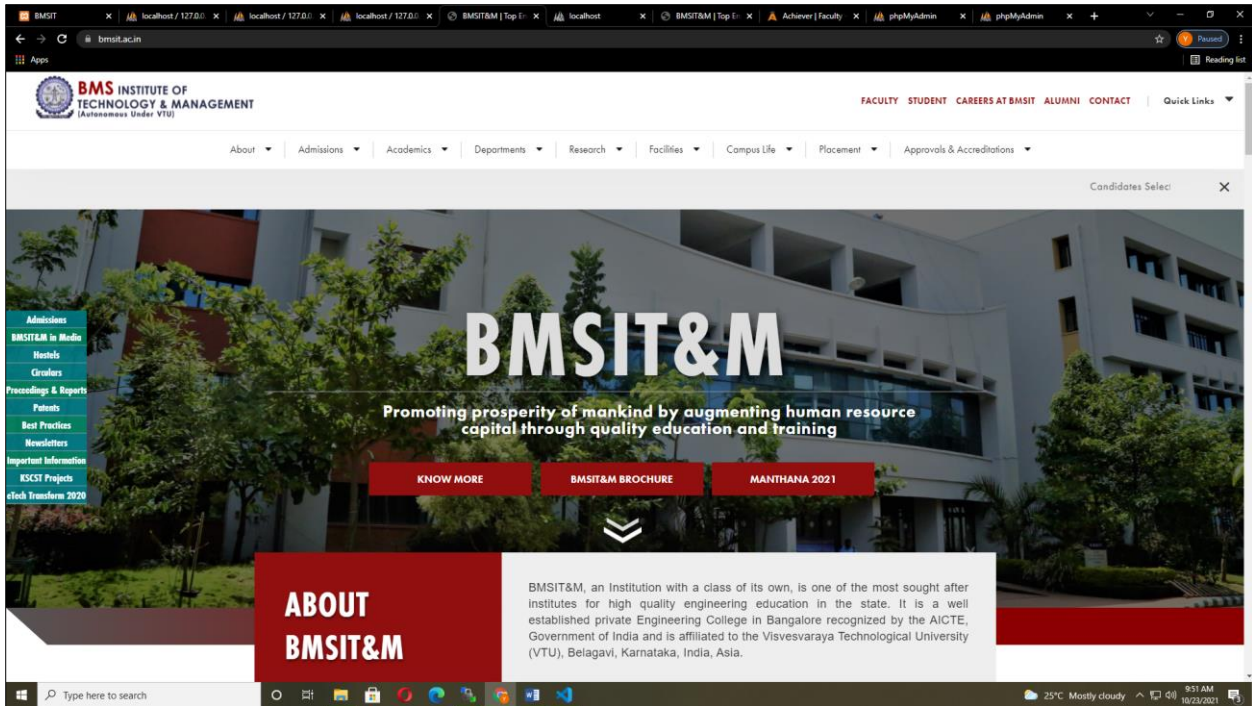 BMSIT
localhost / 127.0.0.
localhost / 127.0.0
localhost / 127.0.0
BMSIT&M | Top En
localhost
BMSIT&M | Top En
Achiever | Faculty
phpMyAdmin
phpMyAdmin
bmsit.ac.in
Y Paused
Apps
Reading list
BMS INSTITUTE OF
TECHNOLOGY & MANAGEMENT
(Autonomous Under VTU)
FACULTY STUDENT CAREERS AT BMSIT ALUMNI CONTACT Quick Links
About Admissions Academics Departments Research Facilities Campus Life Placement Approvals & Accreditations
Candidates Selec
Admissions
BMSIT&M in Media
Hostels
Circulars
Proceedings & Reports
Patents
Best Practices
Newsletters
Important Information
KSCST Projects
eTech Transform 2020
BMSIT&M
Promoting prosperity of mankind by augmenting human resource
capital through quality education and training
KNOW MORE
BMSIT&M BROCHURE
MANTHANA 2021
ABOUT
BMSIT&M
BMSIT&M, an Institution with a class of its own, is one of the most sought after
institutes for high quality engineering education in the state. It is a well
established private Engineering College in Bangalore recognized by the AICTE,
Government of India and is affiliated to the Visvesvaraya Technological University
(VTU), Belagavi, Karnataka, India, Asia.
Type here to search
25°C Mostly cloudy
9:51 AM
10/23/2021